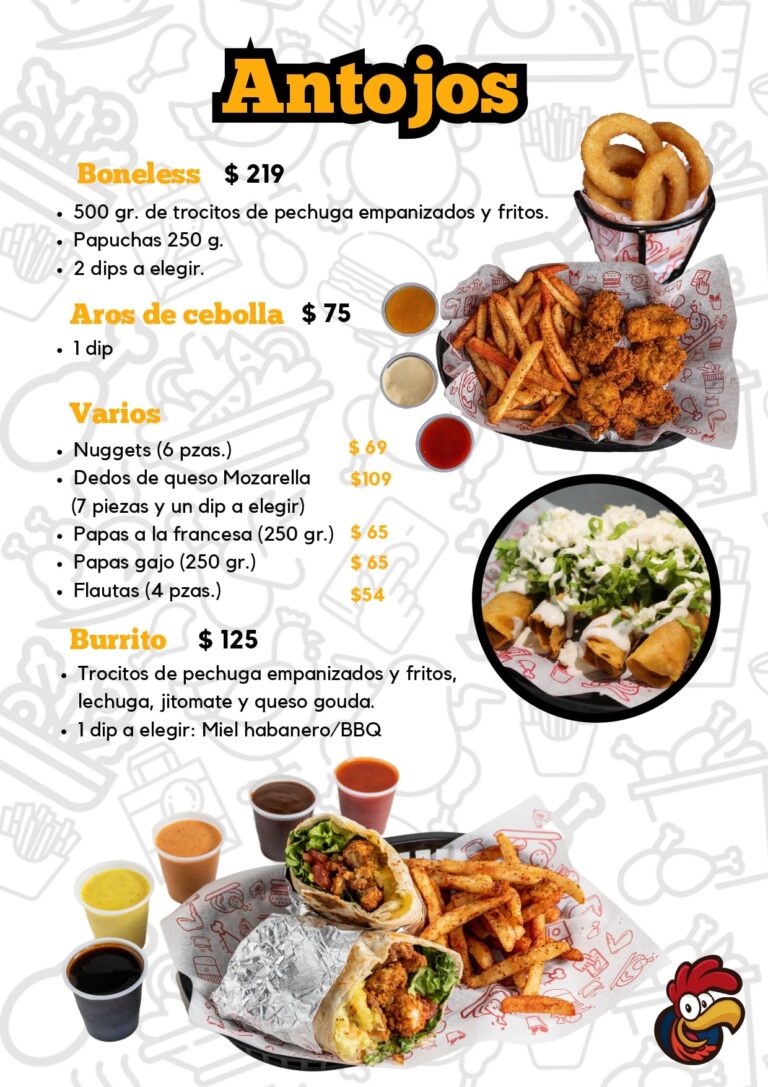 Antojos
Boneless $ 219
• 500 gr. de trocitos de pechuga empanizados y fritos.
• Papuchas 250 g.
• 2 dips a elegir.
Aros de cebolla $ 75
• 1 dip
Varios
• Nuggets (6 pzas.) $ 69
• Dedos de queso Mozarella $109
(7 piezas y un dip a elegir)
• Papas a la francesa (250 gr.) $ 65
• Papas gajo (250 gr.) $ 65
• Flautas (4 pzas.) $54
Burrito $ 125
• Trocitos de pechuga empanizados y fritos,
lechuga, jitomate y queso gouda.
• 1 dip a elegir: Miel habanero/BBQ